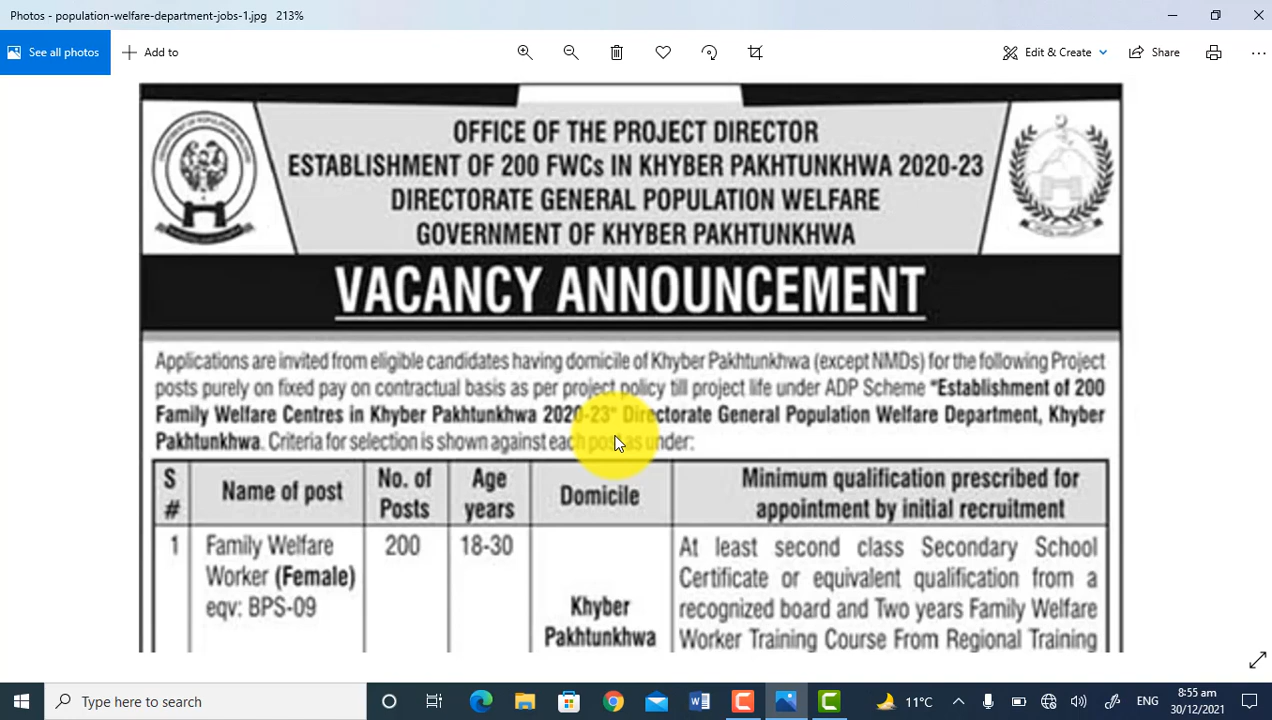 Photos - population-welfare-department-jobs-1.jpg 213%
See all photos
Add to
Edit & Create
Share
OFFICE OF THE PROJECT DIRECTOR
ESTABLISHMENT OF 200 FWCs IN KHYBER PAKHTUNKHWA 2020-23
DIRECTORATE GENERAL POPULATION WELFARE
GOVERNMENT OF KHYBER PAKHTUNKHWA
VACANCY ANNOUNCEMENT
Applications are invited from eligible candidates having domicile of Khyber Pakhtunkhwa (except NMDs) for the following Project
posts purely on fixed pay on contractual basis as per project policy till project life under ADP Scheme "Establishment of 200
Family Welfare Centres in Khyber Pakhtunkhwa 2020-23" Directorate General Population Welfare Department, Khyber
Pakhtunkhwa. Criteria for selection is shown against each post as under:
S # Name of post No. of Posts Age years Domicile Minimum qualification prescribed for appointment by initial recruitment
1 Family Welfare 200 18-30 At least second class Secondary School
Worker (Female) Certificate or equivalent qualification from a
eqv: BPS-09 Khyber recognized board and Two years Family Welfare
Pakhtunkhwa Worker Training Course From Regional Training
Type here to search
11°C
ENG
8:55 am
30/12/2021